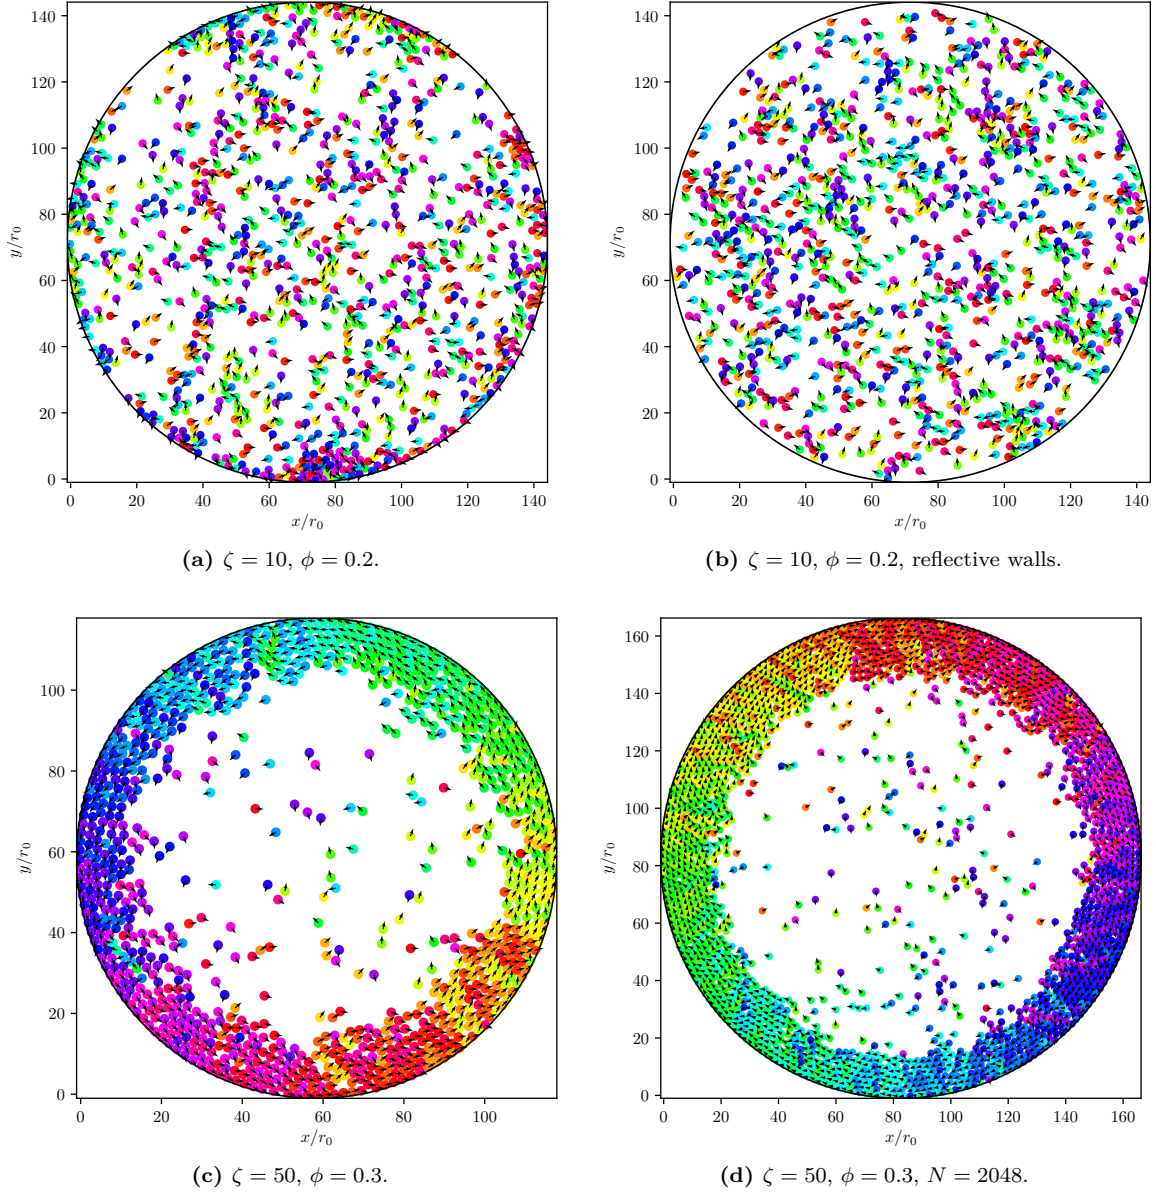 140
120
100
80
60
40
20
0
y/r₀
0 20 40 60 80 100 120 140
x/r₀
(a) ζ = 10, ϕ = 0.2.
140
120
100
80
60
40
20
0
y/r₀
0 20 40 60 80 100 120 140
x/r₀
(b) ζ = 10, ϕ = 0.2, reflective walls.
100
80
60
40
20
0
y/r₀
0 20 40 60 80 100
x/r₀
(c) ζ = 50, ϕ = 0.3.
160
140
120
100
80
60
40
20
0
y/r₀
0 20 40 60 80 100 120 140 160
x/r₀
(d) ζ = 50, ϕ = 0.3, N = 2048.